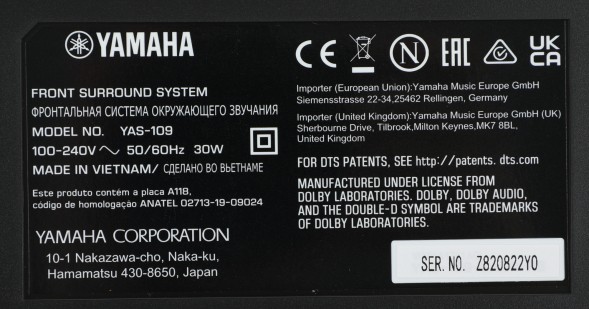 YAMAHA
FRONT SURROUND SYSTEM
ФРОНТАЛЬНАЯ СИСТЕМА ОКРУЖАЮЩЕГО ЗВУЧАНИЯ
MODEL NO. YAS-109
100-240V～ 50/60Hz 30W
MADE IN VIETNAM/ СДЕЛАНО ВО ВЬЕТНАМЕ
Este produto contém a placa A11B,
código de homologação ANATEL 02713-19-09024
YAMAHA CORPORATION
10-1 Nakazawa-cho, Naka-ku,
Hamamatsu 430-8650, Japan
CE N EAC UK
CA
Importer (European Union):Yamaha Music Europe GmbH
Siemensstrasse 22-34,25462 Rellingen, Germany
Importer (United Kingdom):Yamaha Music Europe GmbH (UK)
Sherbourne Drive, Tilbrook,Milton Keynes,MK7 8BL,
United Kingdom
FOR DTS PATENTS, SEE http://patents. dts.com
MANUFACTURED UNDER LICENSE FROM
DOLBY LABORATORIES. DOLBY, DOLBY AUDIO,
AND THE DOUBLE-D SYMBOL ARE TRADEMARKS
OF DOLBY LABORATORIES.
SER. NO. Z820822Y0